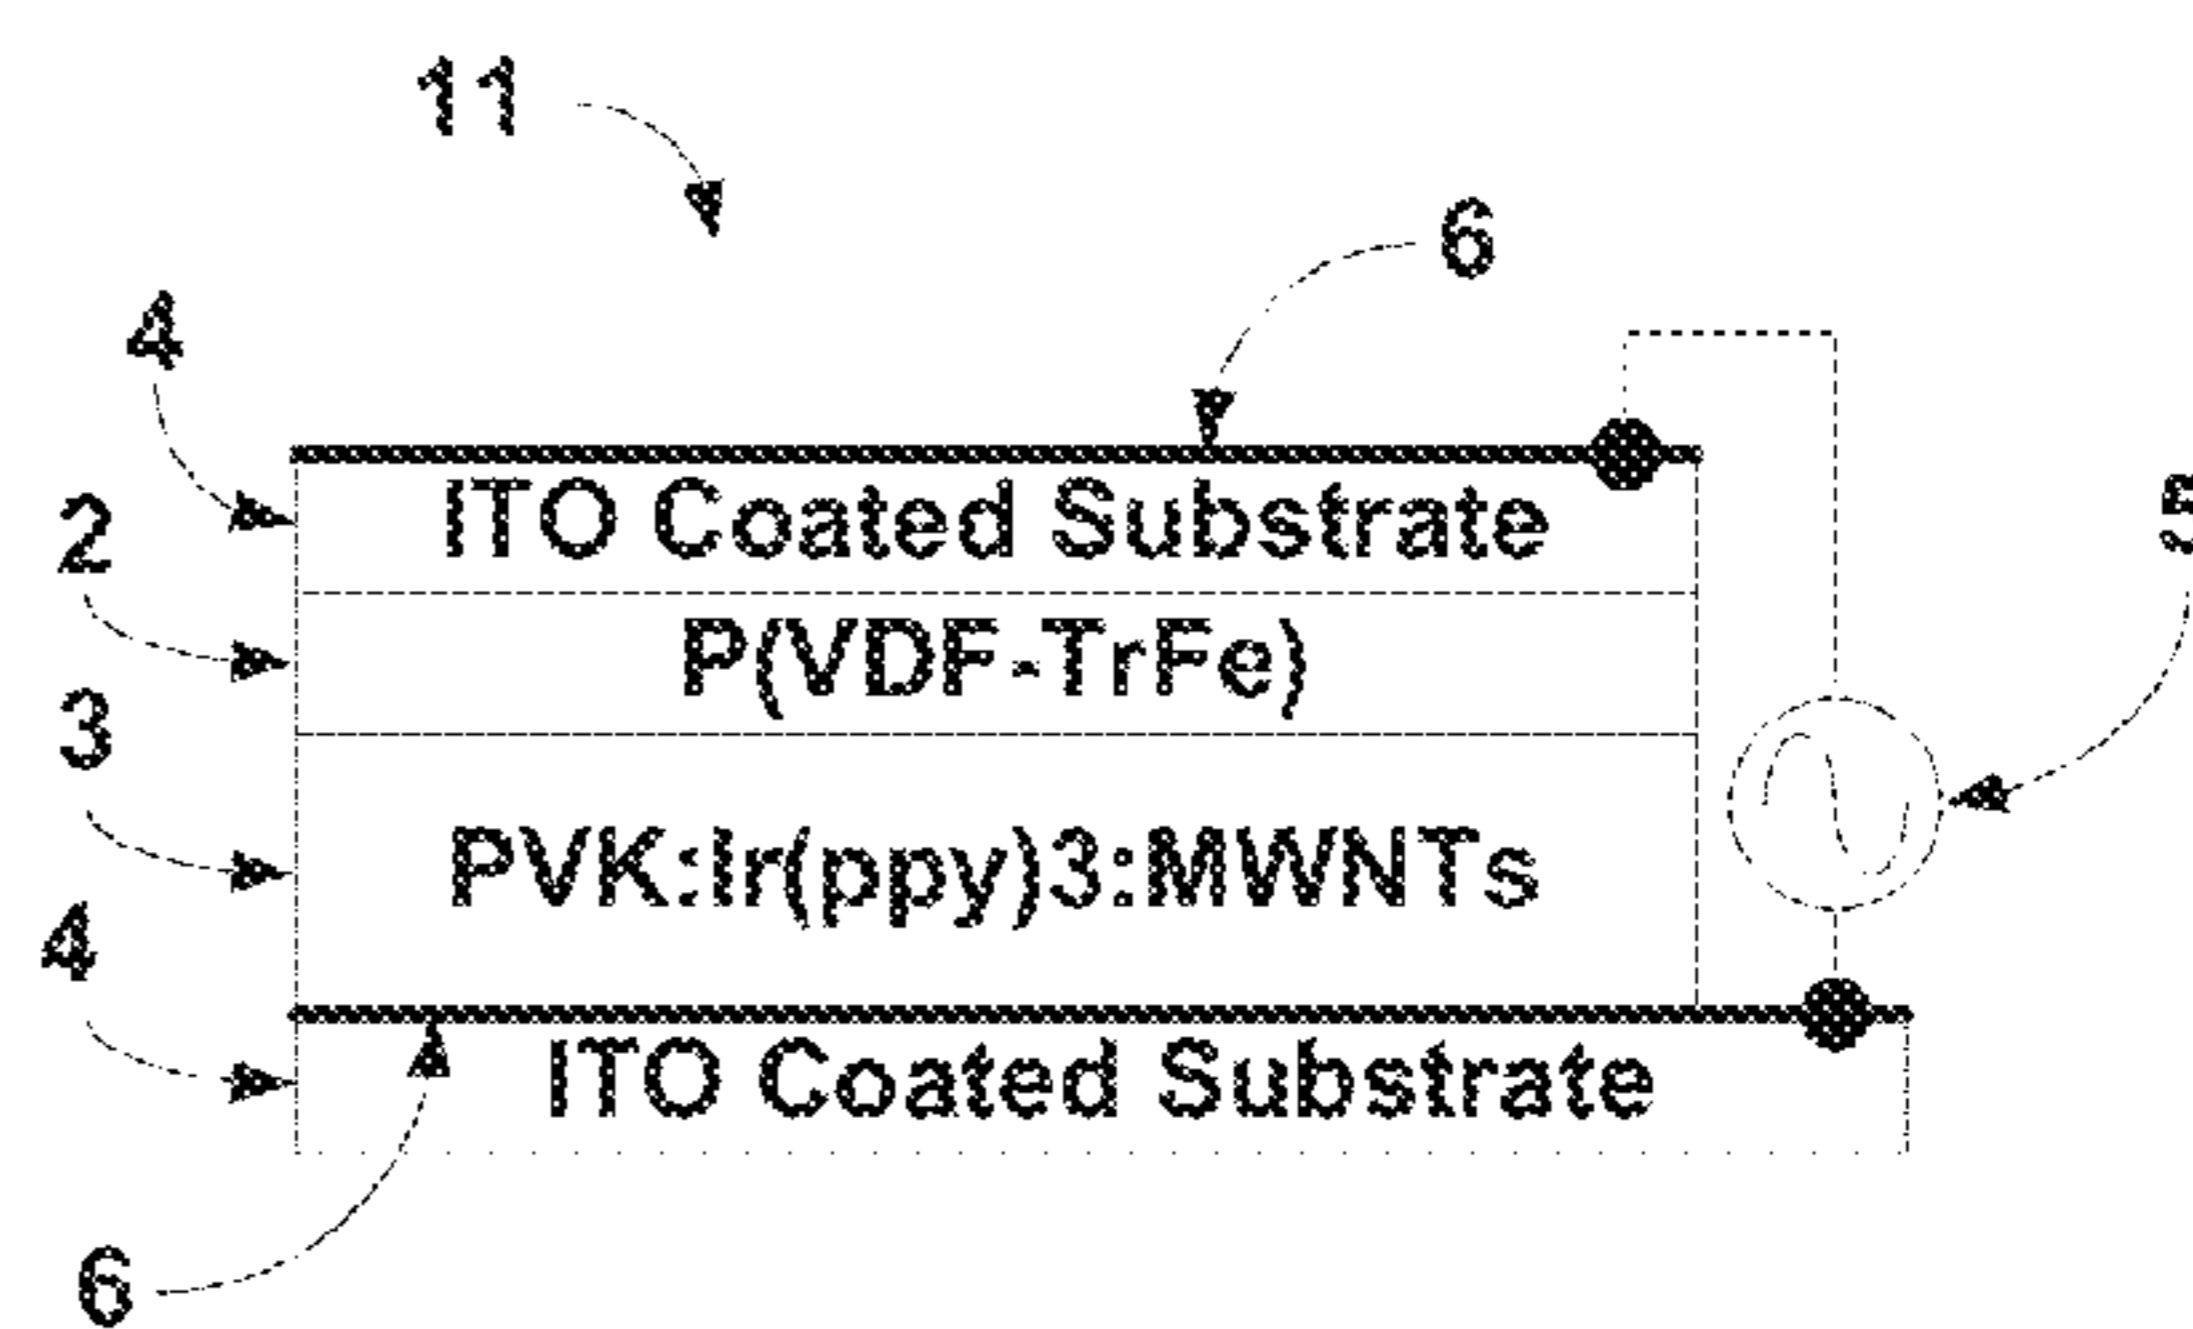 11
6
4
ITO Coated Substrate
2
P(VDF-TrFe)
5
3
PVK:Ir(ppy)3:MWNTs
4
ITO Coated Substrate
6